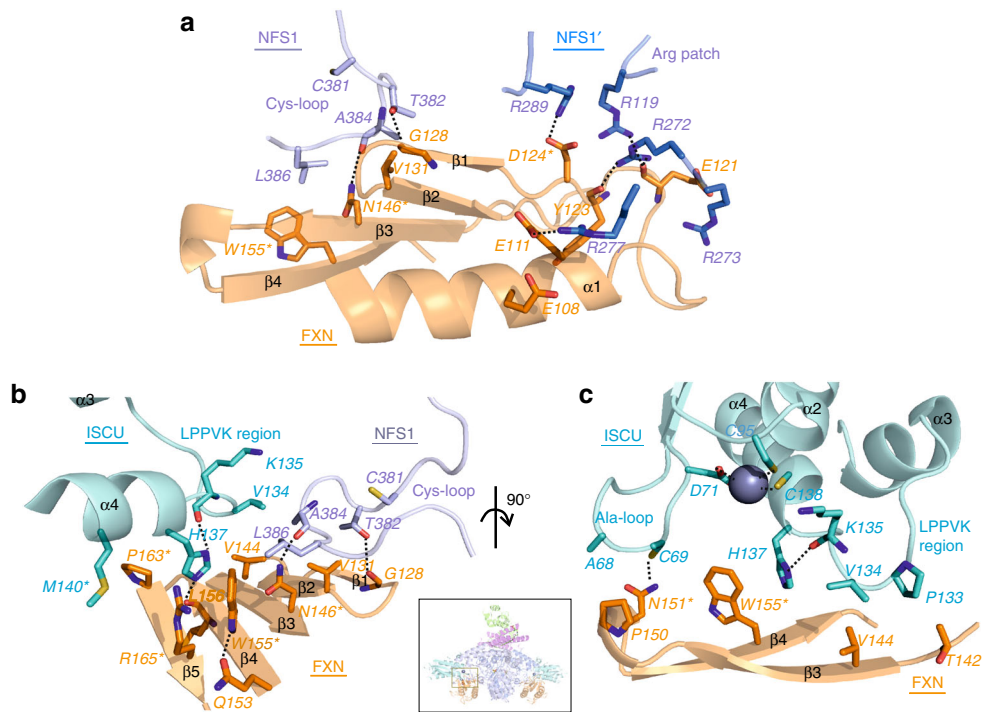 a
NFS1
NFS1′
Arg patch
C381
T382
Cys-loop
A384
R289
R119
G128
R272
L386
V131
β1
D124*
E121
β2
Y123
N146*
β3
W155*
E111
R277
R273
β4
α1
E108
FXN
b
α3
ISCU
LPPVK region
NFS1
K135
C381
α4
V134
A384
Cys-loop
T382
H137
L386
90°
P163*
V144
V131
M140*
β2
β1
G128
156
N146*
β3
W155*
R165*
β4
β5
FXN
Q153
c
α4
α2
α3
ISCU
C35
D71
C138
Ala-loop
K135
LPPVK
region
H137
A68
C69
V134
P133
N151*
W155*
P150
β4
V144
T142
β3
FXN